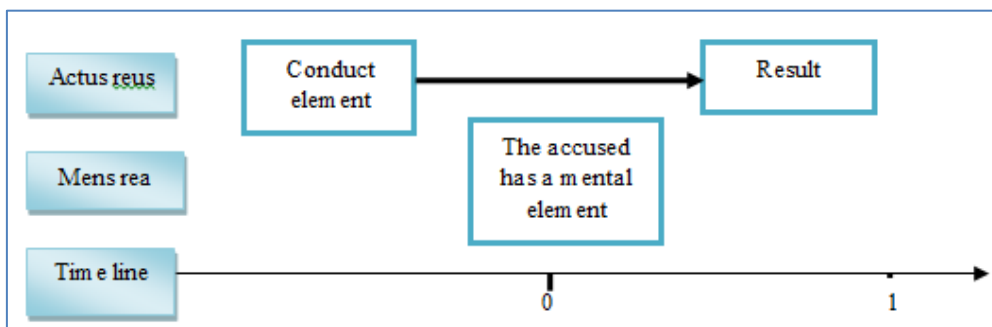 Actus reus
Conduct
element
Result
Mens rea
The accused
has a mental
element
Time line
0
1